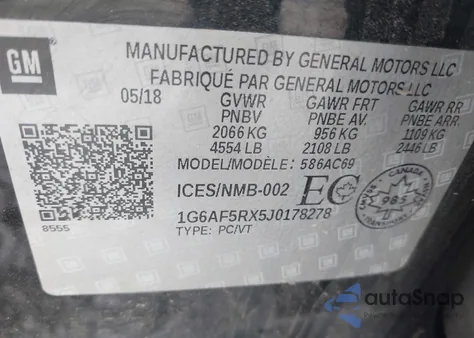 GM
MANUFACTURED BY GENERAL MOTORS LLC
FABRIQUÉ PAR GENERAL MOTORS LLC
05/18 GVWR GAWR FRT GAWR RR
PNBV PNBE AV. PNBE ARR.
2066 KG 956 KG 1109 KG
4554 LB 2108 LB 2446 LB
MODEL/MODÈLE: 586AC69
ICES/NMB-002 EC 985
1G6AF5RX5J0178278
TYPE: PC/VT
8555
autoSnap